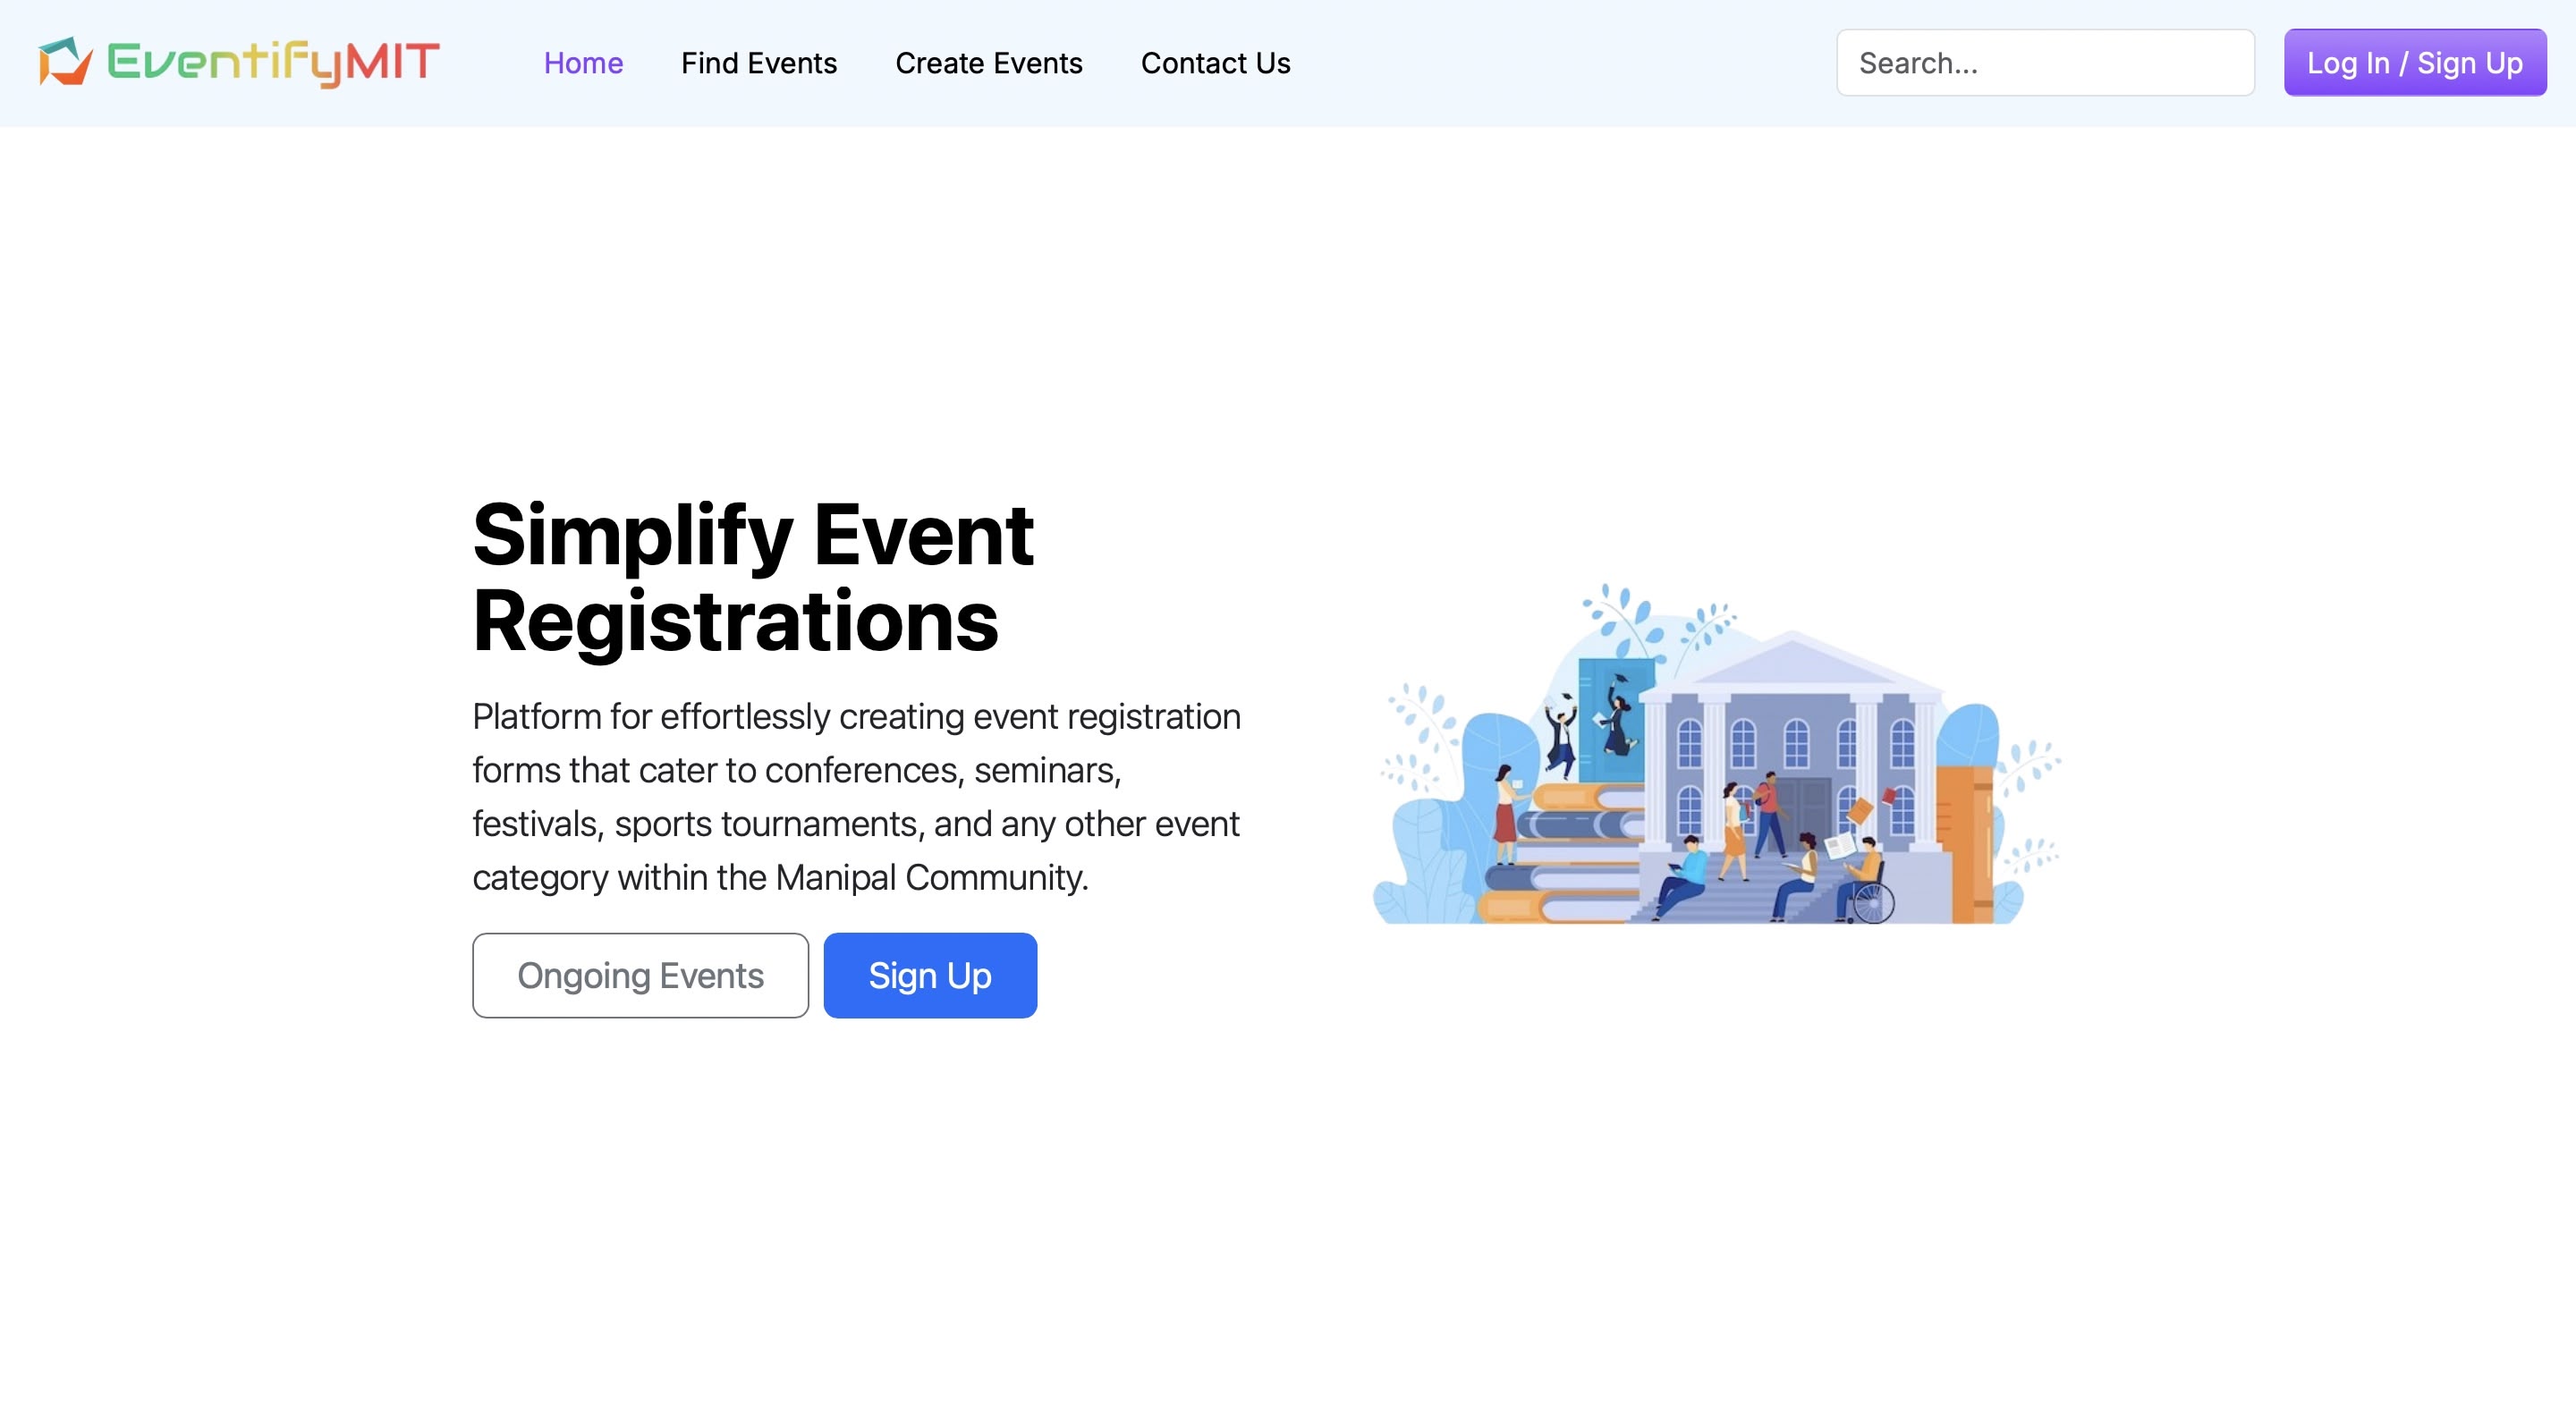 EventifyMIT
Home Find Events Create Events Contact Us Search... Log In / Sign Up
Simplify Event
Registrations
Platform for effortlessly creating event registration
forms that cater to conferences, seminars,
festivals, sports tournaments, and any other event
category within the Manipal Community.
Ongoing Events Sign Up